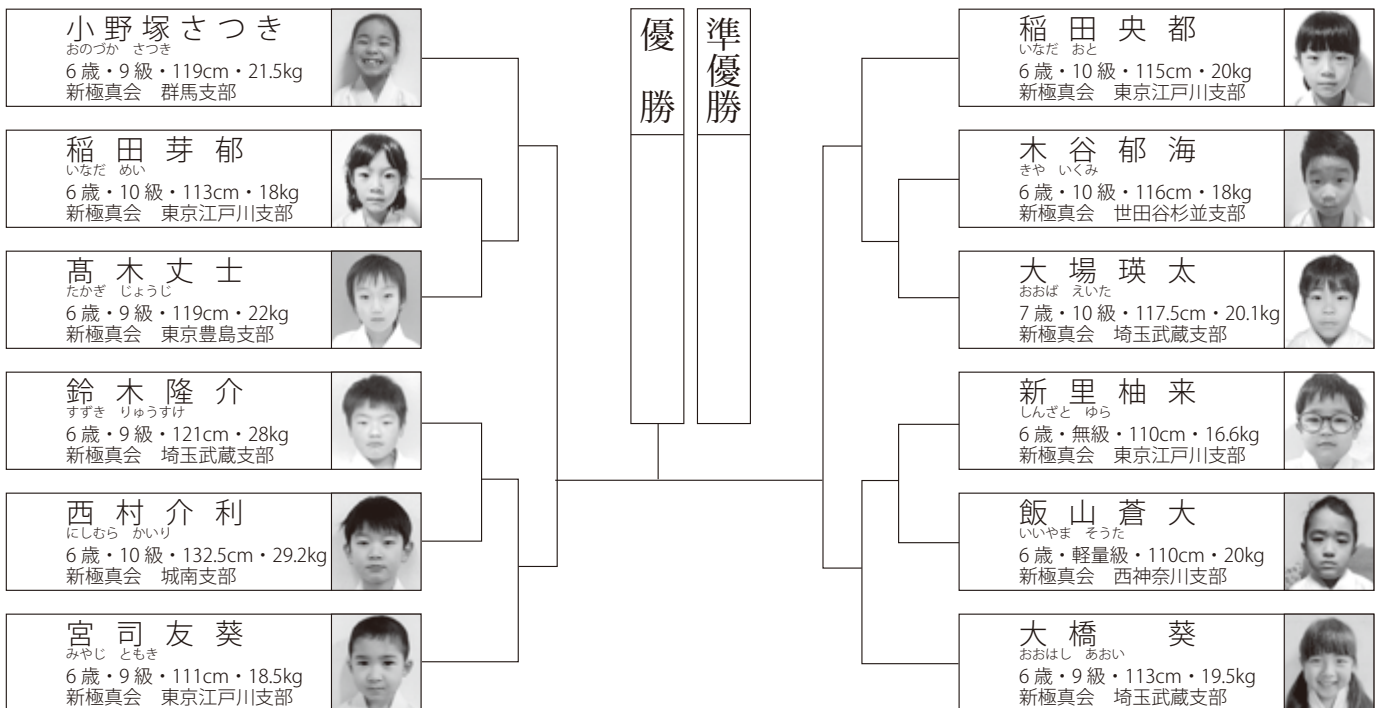 小野塚さつき
おのづか　さつき
6 歳・9 級・119cm・21.5kg
新極真会　群馬支部
稲田芽郁
いなだ　めい
6 歳・10 級・113cm・18kg
新極真会　東京江戸川支部
髙木丈士
たかぎ　じょうじ
6 歳・9 級・119cm・22kg
新極真会　東京豊島支部
鈴木隆介
すずき　りゅうすけ
6 歳・9 級・121cm・28kg
新極真会　埼玉武蔵支部
西村介利
にしむら　かいり
6 歳・10 級・132.5cm・29.2kg
新極真会　城南支部
宮司友葵
みやじ　ともき
6 歳・9 級・111cm・18.5kg
新極真会　東京江戸川支部
優　勝
準優勝
稲田央都
いなだ　おと
6 歳・10 級・115cm・20kg
新極真会　東京江戸川支部
木谷郁海
きや　いくみ
6 歳・10 級・116cm・18kg
新極真会　世田谷杉並支部
大場瑛太
おおば　えいた
7 歳・10 級・117.5cm・20.1kg
新極真会　埼玉武蔵支部
新里柚来
しんざと　ゆら
6 歳・無級・110cm・16.6kg
新極真会　東京江戸川支部
飯山蒼大
いいやま　そうた
6 歳・軽量級・110cm・20kg
新極真会　西神奈川支部
大橋　葵
おおはし　あおい
6 歳・9 級・113cm・19.5kg
新極真会　埼玉武蔵支部